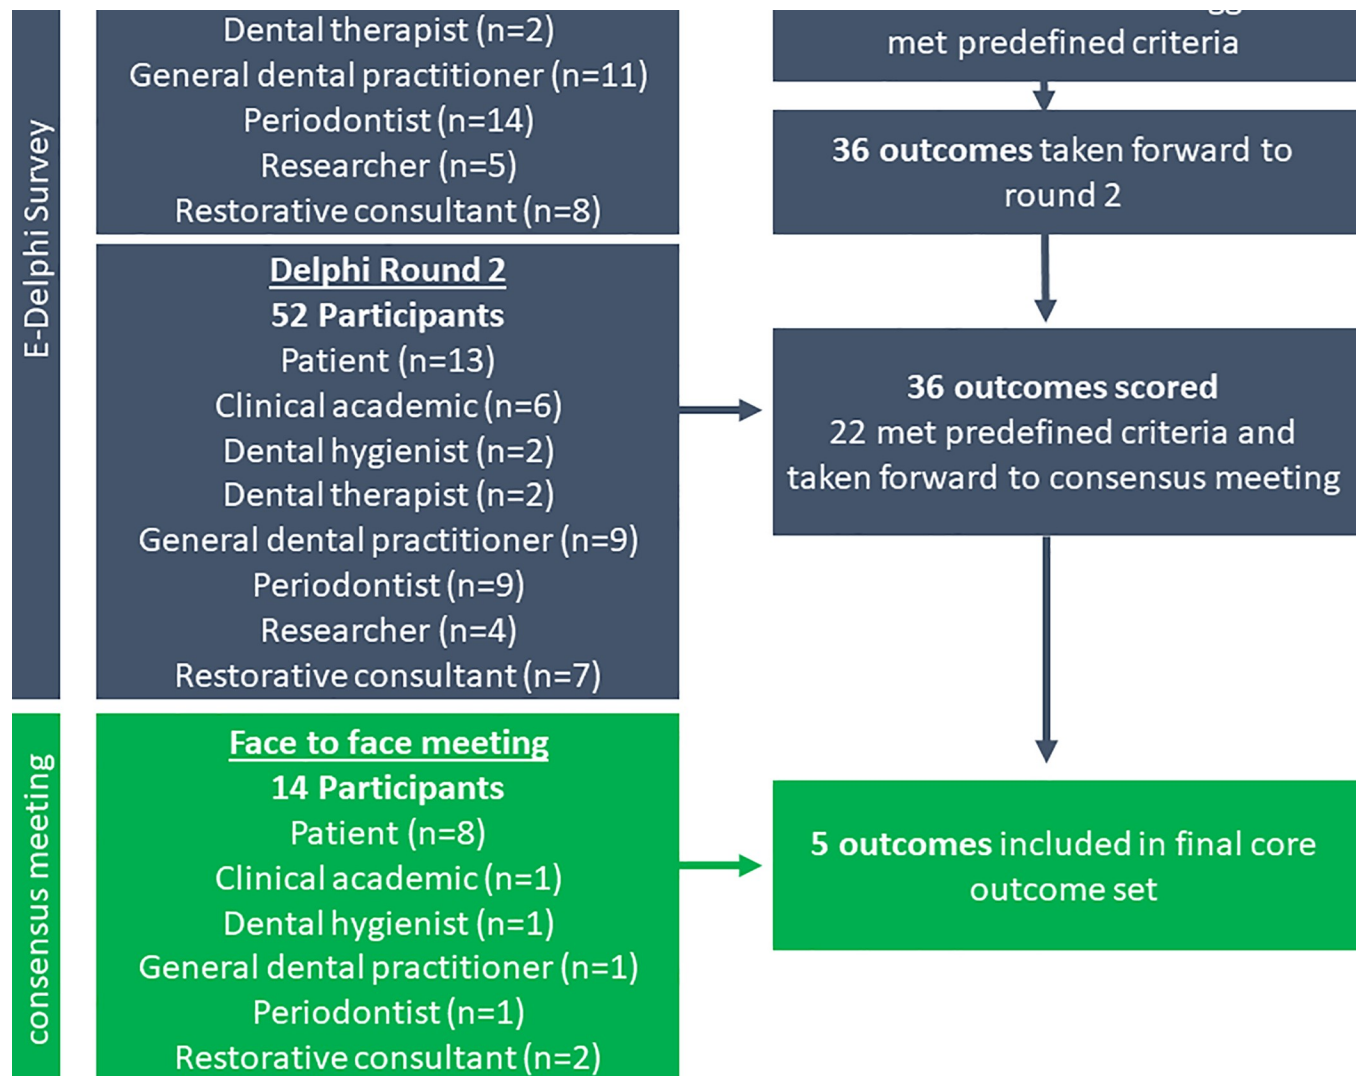 E-Delphi Survey
Dental therapist (n=2)
General dental practitioner (n=11)
Periodontist (n=14)
Researcher (n=5)
Restorative consultant (n=8)
met predefined criteria
36 outcomes taken forward to
round 2
Delphi Round 2
52 Participants
Patient (n=13)
Clinical academic (n=6)
Dental hygienist (n=2)
Dental therapist (n=2)
General dental practitioner (n=9)
Periodontist (n=9)
Researcher (n=4)
Restorative consultant (n=7)
36 outcomes scored
22 met predefined criteria and
taken forward to consensus meeting
consensus meeting
Face to face meeting
14 Participants
Patient (n=8)
Clinical academic (n=1)
Dental hygienist (n=1)
General dental practitioner (n=1)
Periodontist (n=1)
Restorative consultant (n=2)
5 outcomes included in final core
outcome set